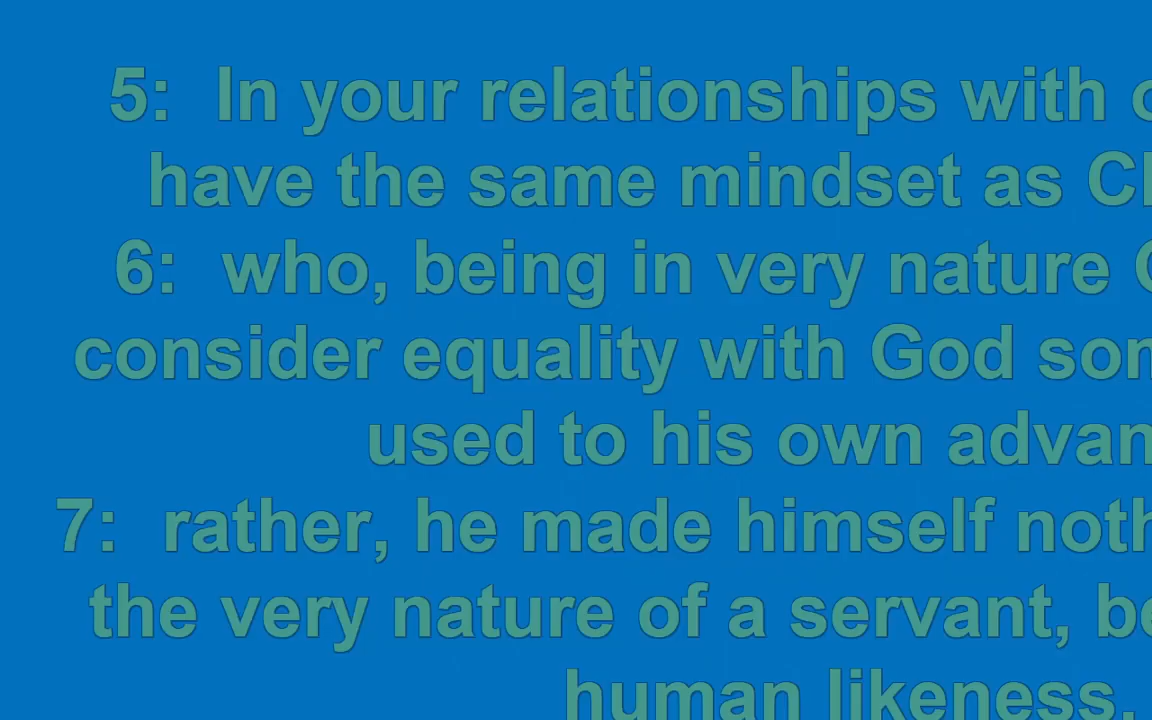 5: In your relationships with
have the same mindset as
6: who, being in very nature
consider equality with God
used to his own
7: rather, he made himself
the very nature of a servant,
human likeness.